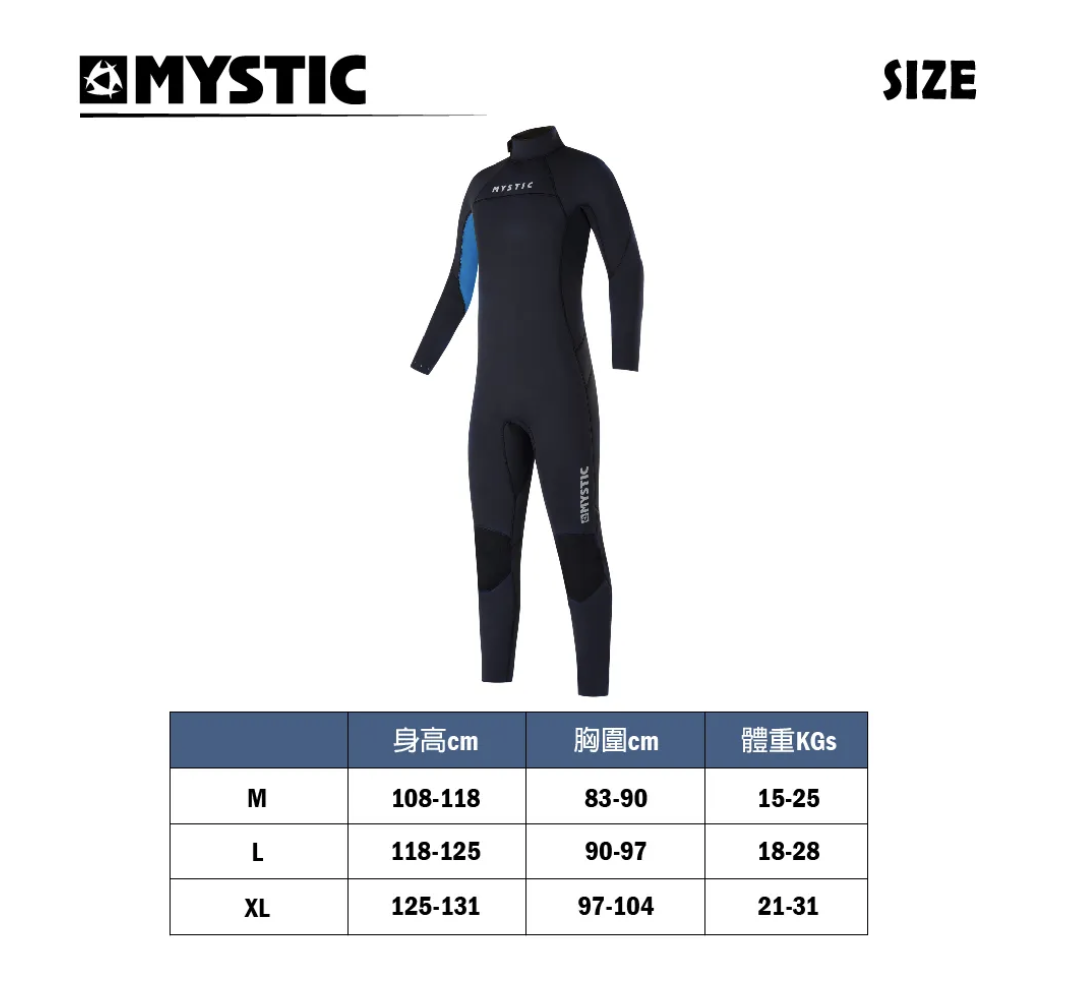 MYSTIC
SIZE
MYSTIC
MYSTIC
身高cm 胸圍cm 體重KGs
M 108-118 83-90 15-25
L 118-125 90-97 18-28
XL 125-131 97-104 21-31